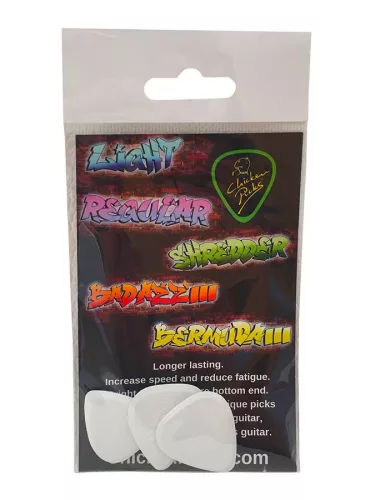 LIGHT
Chicken
Picks
REGULAR
SHREDDER
BADAZZ III
BERMUDA III
Longer lasting.
Increase speed and reduce fatigue.
bottom end.
picks
guitar,
guitar.
.com